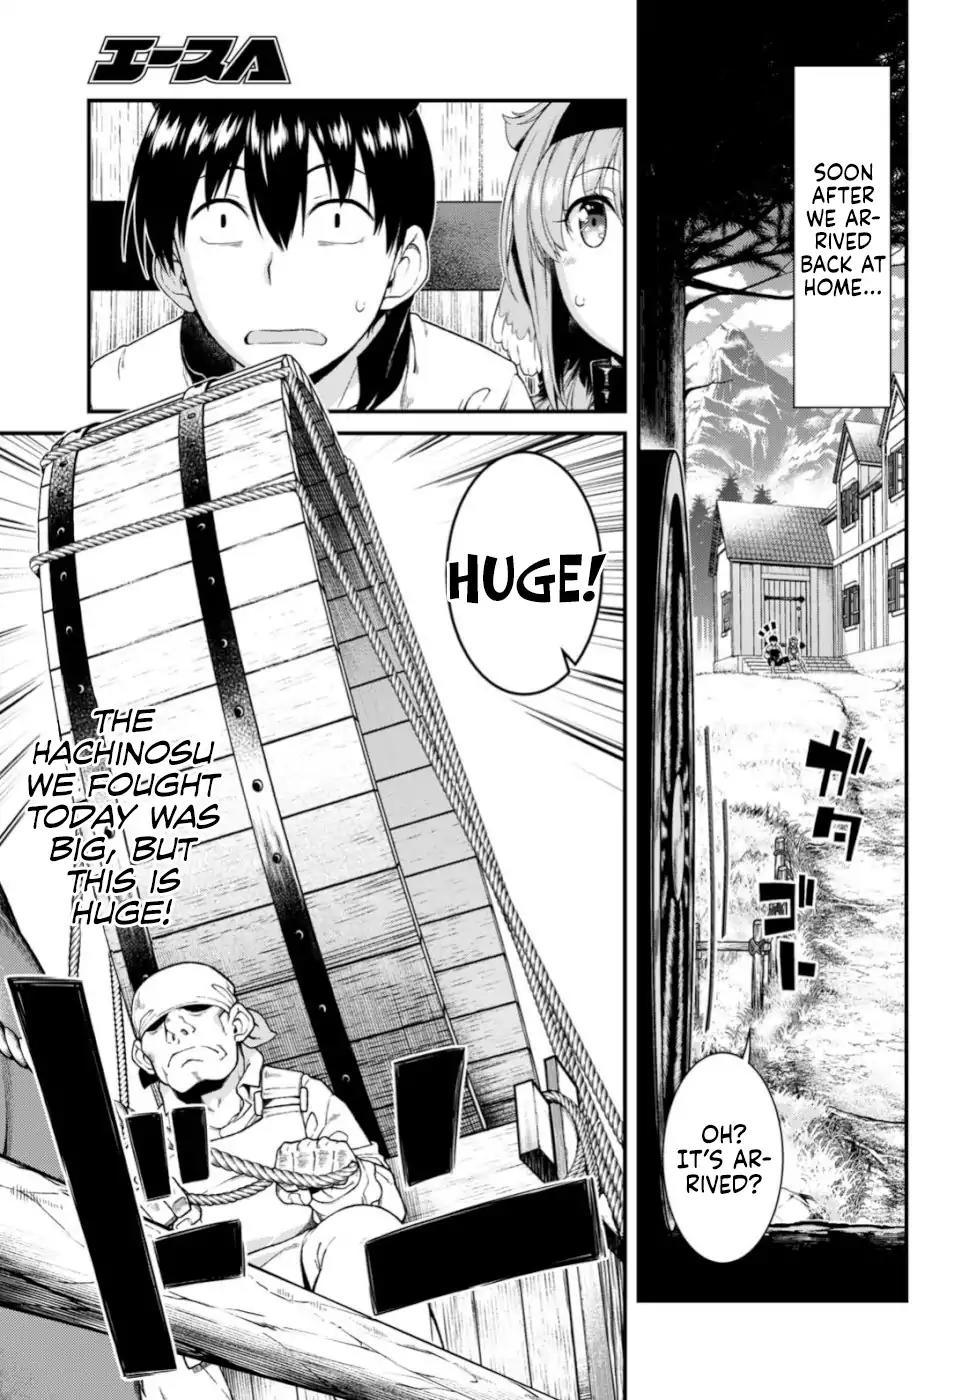 エースA
SOON
AFTER
WE AR-
RIVED
BACK AT
HOME...
ガタ
ゴト
OH?
IT'S AR-
RIVED?
HUGE!
THE
HACHINOSU
WE FOUGHT
TODAY WAS
BIG, BUT
THIS IS
HUGE!